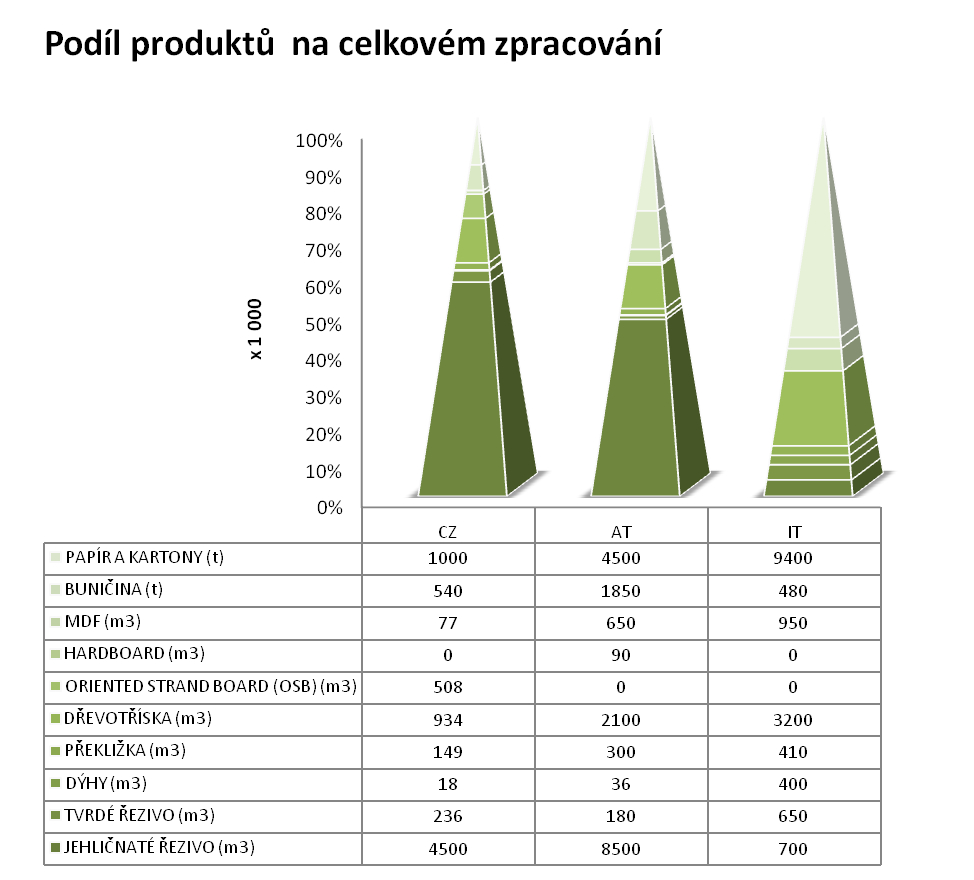 Podíl produktů na celkovém zpracování
100%
90%
80%
70%
60%
50%
40%
30%
20%
10%
0%
x 1 000
CZ AT IT
PAPÍR A KARTONY (t) 1000 4500 9400
BUNIČINA (t) 540 1850 480
MDF (m3) 77 650 950
HARDBOARD (m3) 0 90 0
ORIENTED STRAND BOARD (OSB) (m3) 508 0 0
DŘEVOTŘÍSKA (m3) 934 2100 3200
PŘEKLIŽKA (m3) 149 300 410
DÝHY (m3) 18 36 400
TVRDÉ ŘEZIVO (m3) 236 180 650
JEHLIČNATÉ ŘEZIVO (m3) 4500 8500 700